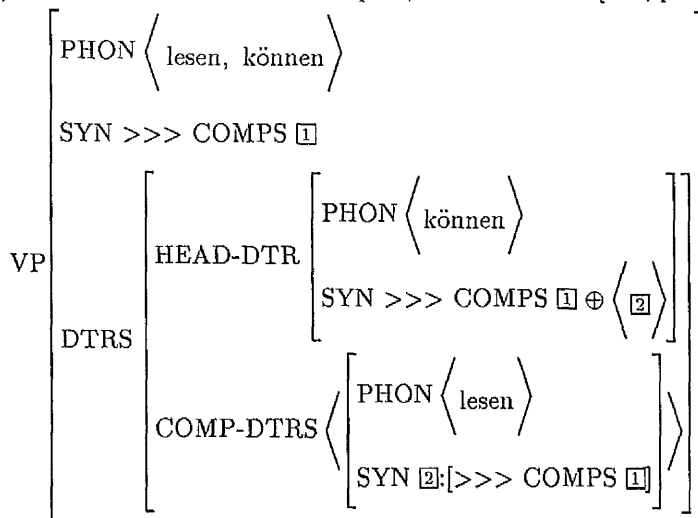 PHON ⟨ lesen, können ⟩
SYN >>> COMPS [1]
PHON ⟨ können ⟩
HEAD-DTR
SYN >>> COMPS [1] ⊕ ⟨ [2] ⟩
VP
DTRS
PHON ⟨ lesen ⟩
COMP-DTRS
SYN [2]:[>>> COMPS [1]]